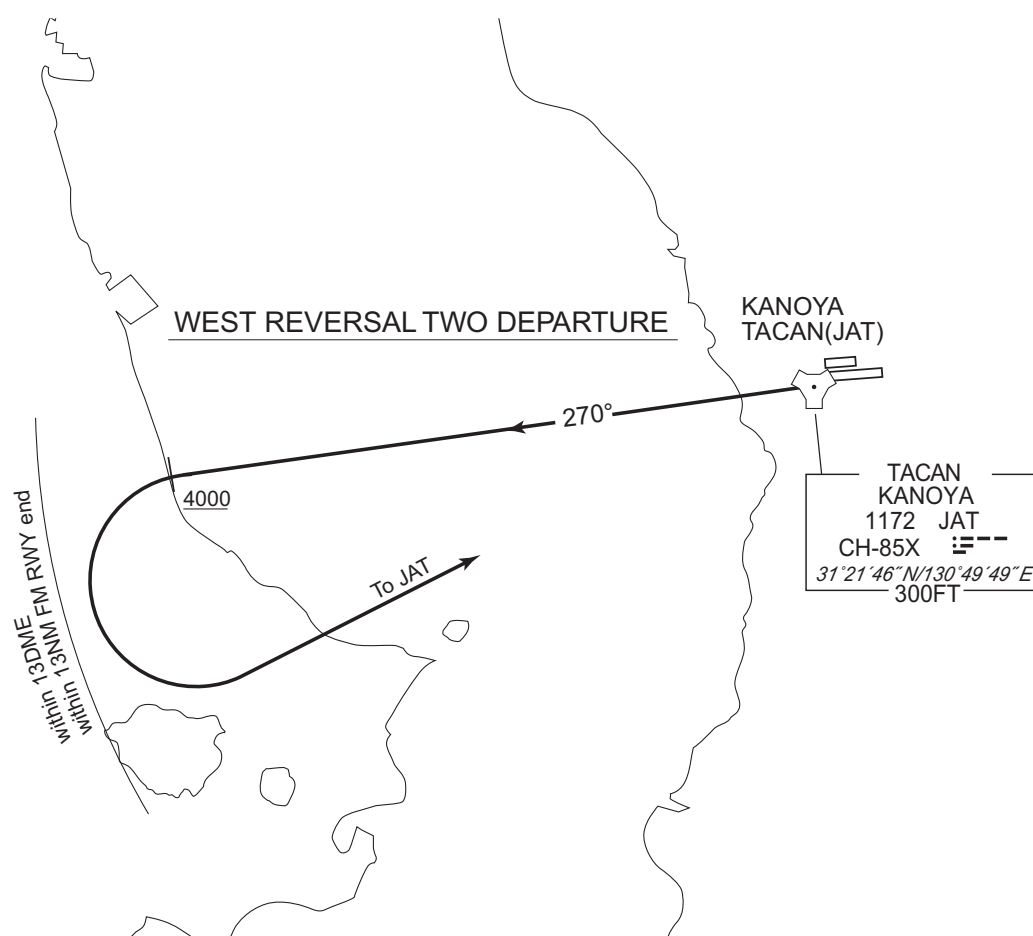 WEST REVERSAL TWO DEPARTURE
KANOYA
TACAN(JAT)
270°
4000
To JAT
within 13DME
within 13NM FM RWY end
TACAN
KANOYA
1172 JAT
CH-85X
31°21´46˝N/130°49´49˝E
300FT